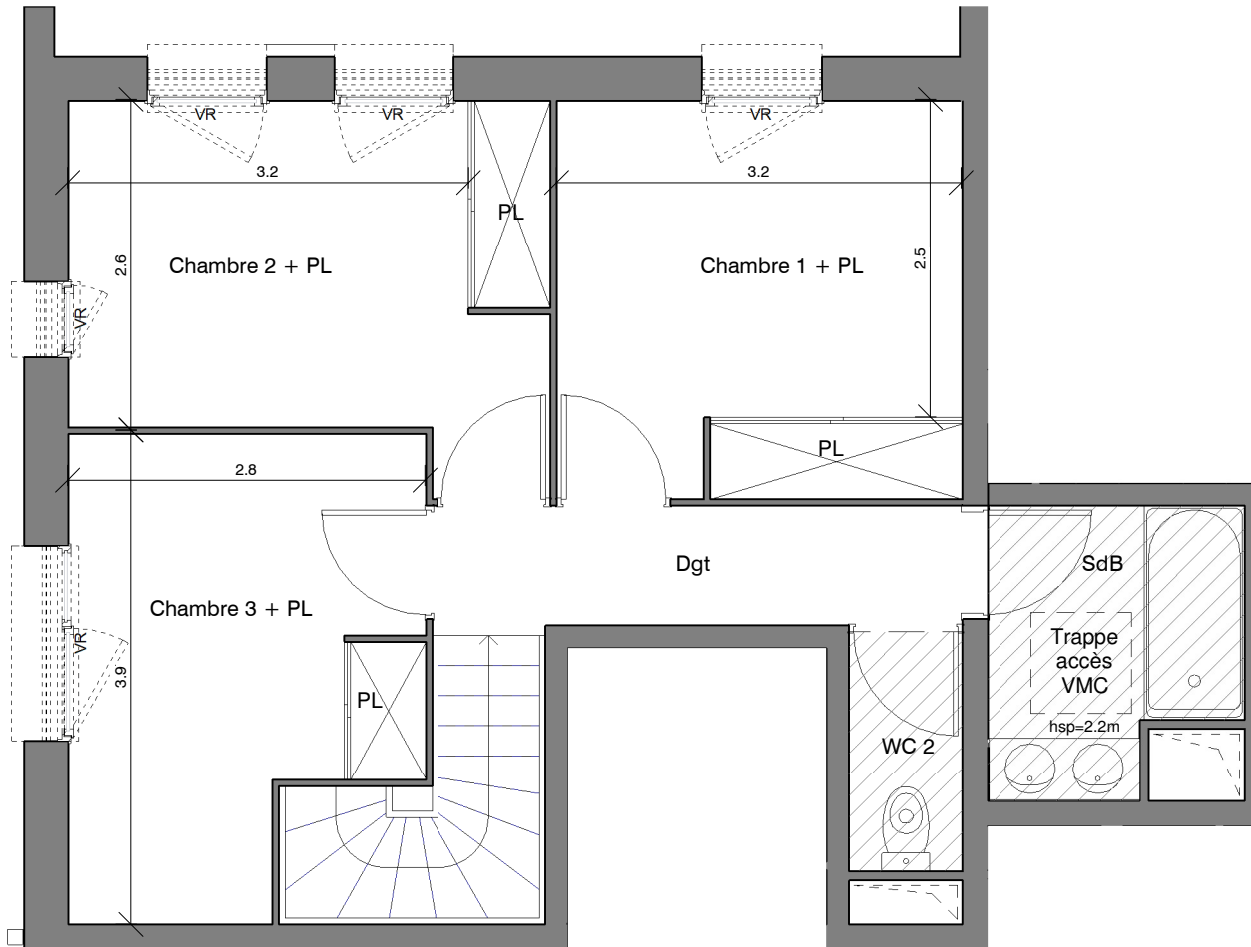 VR
VR
VR
3.2
3.2
PL
Chambre 2 + PL
2.6
Chambre 1 + PL
2.5
VR
PL
2.8
Dgt
SdB
Chambre 3 + PL
VR
3.9
Trappe
accès
VMC
PL
hsp=2.2m
WC 2